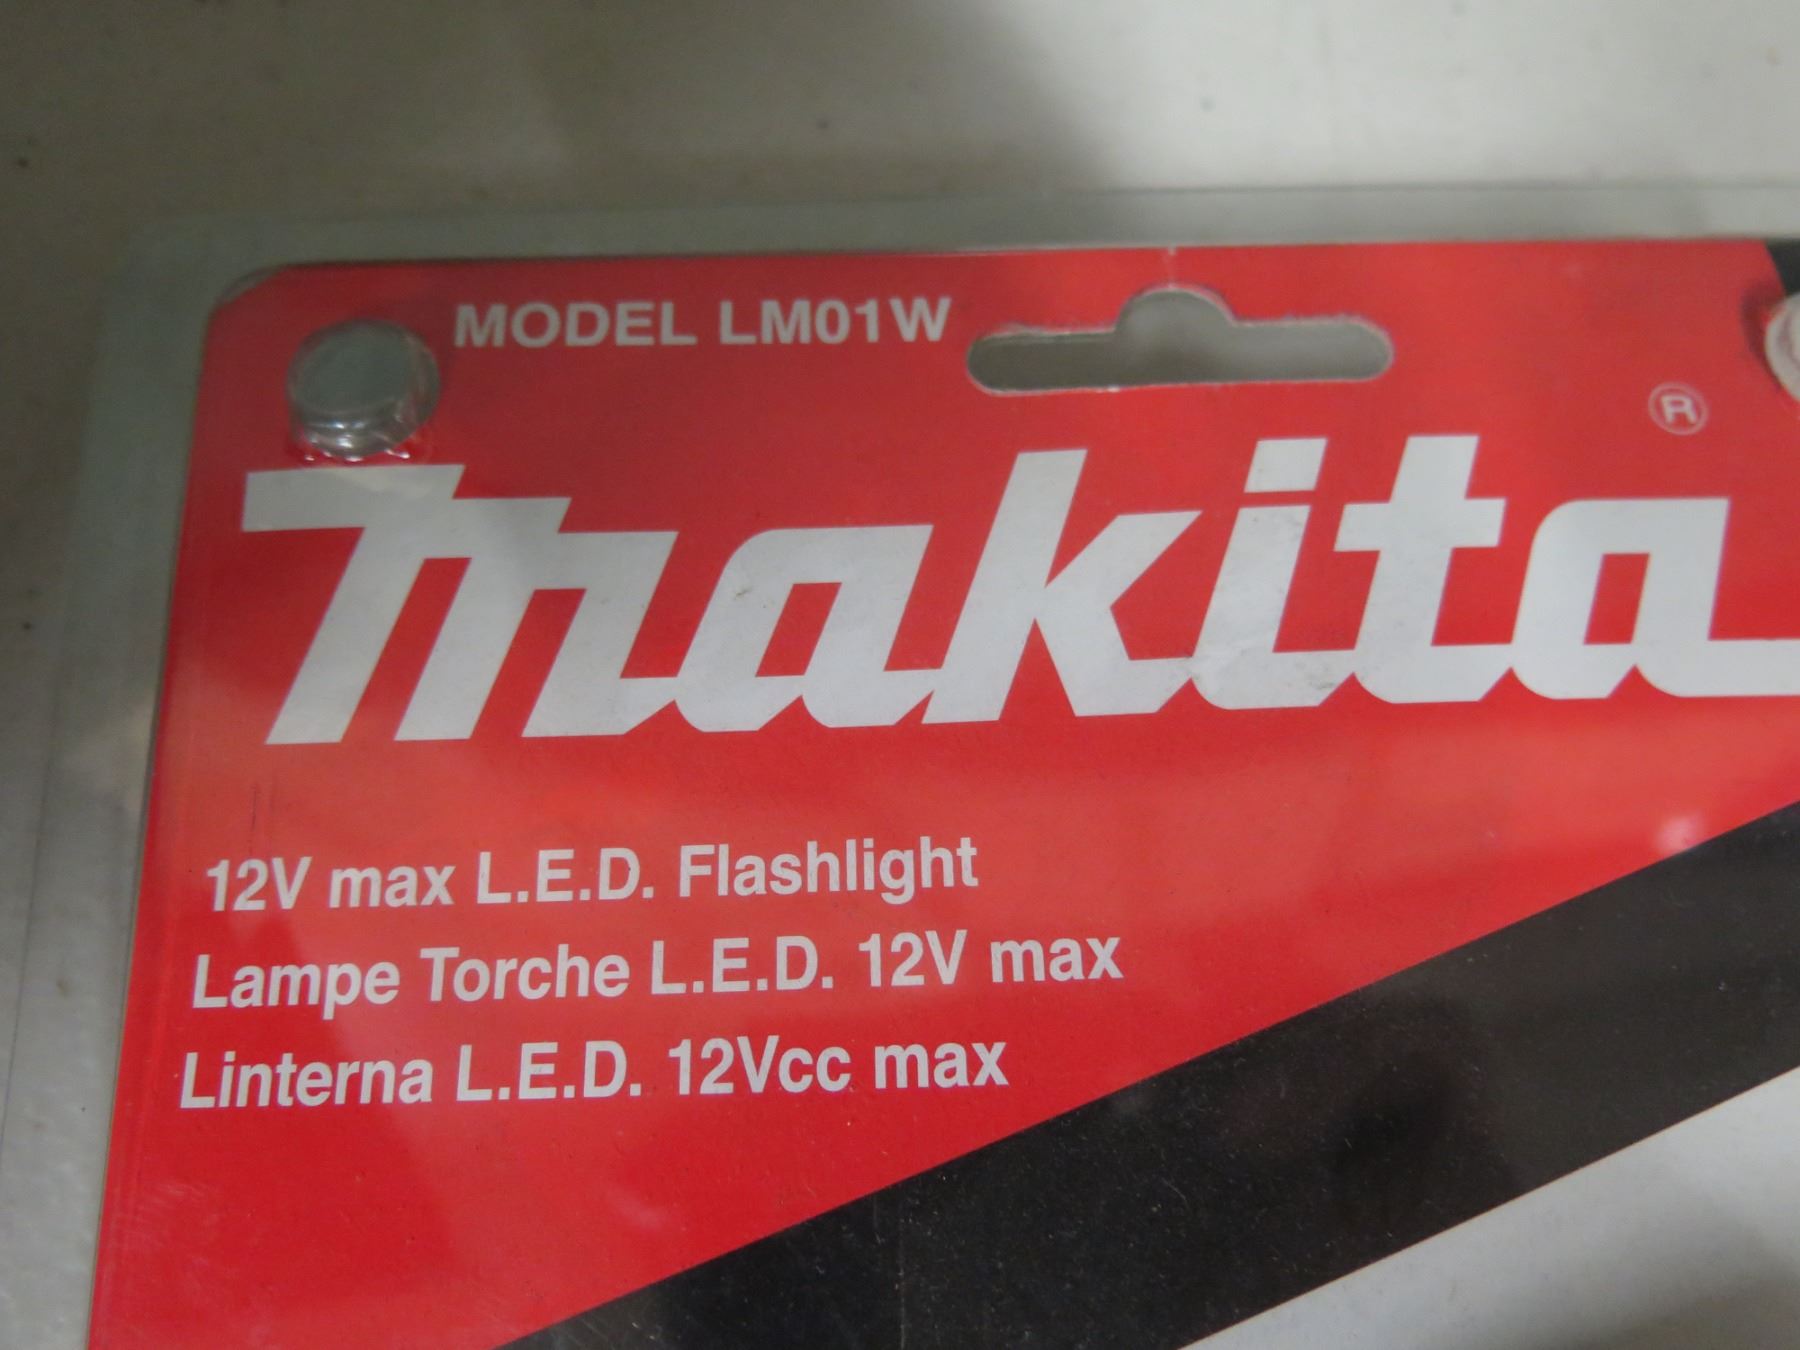 MODEL LM01W
makita®
12V max L.E.D. Flashlight
Lampe Torche L.E.D. 12V max
Linterna L.E.D. 12Vcc max